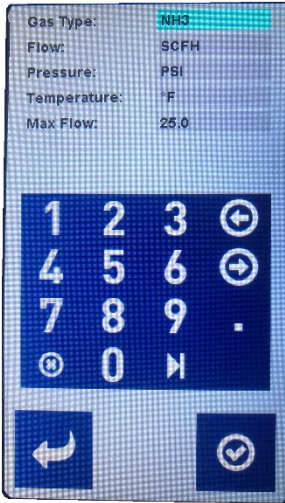 Gas Type: NH3
Flow: SCFH
Pressure: PSI
Temperature: °F
Max Flow: 25.0
1 2 3
4 5 6
7 8 9 .
0